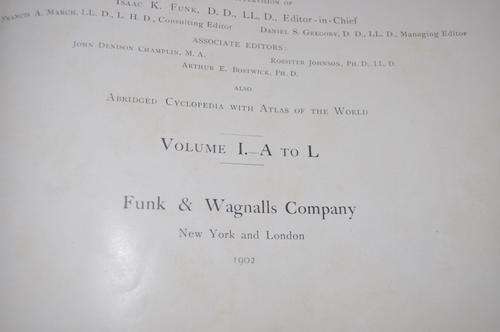 Isaac K. Funk, D. D., LL. D., Editor-in-Chief
Francis A. March, LL. D., L. H. D., Consulting Editor Daniel S. Gregory, D. D., LL. D., Managing Editor
ASSOCIATE EDITORS:
John Denison Champlin, M. A. Rossiter Johnson, Ph. D., LL. D.
Arthur E. Bostwick, Ph. D.
ALSO
Abridged Cyclopedia with Atlas of the World
Volume I.—A to L
Funk & Wagnalls Company
New York and London
1902